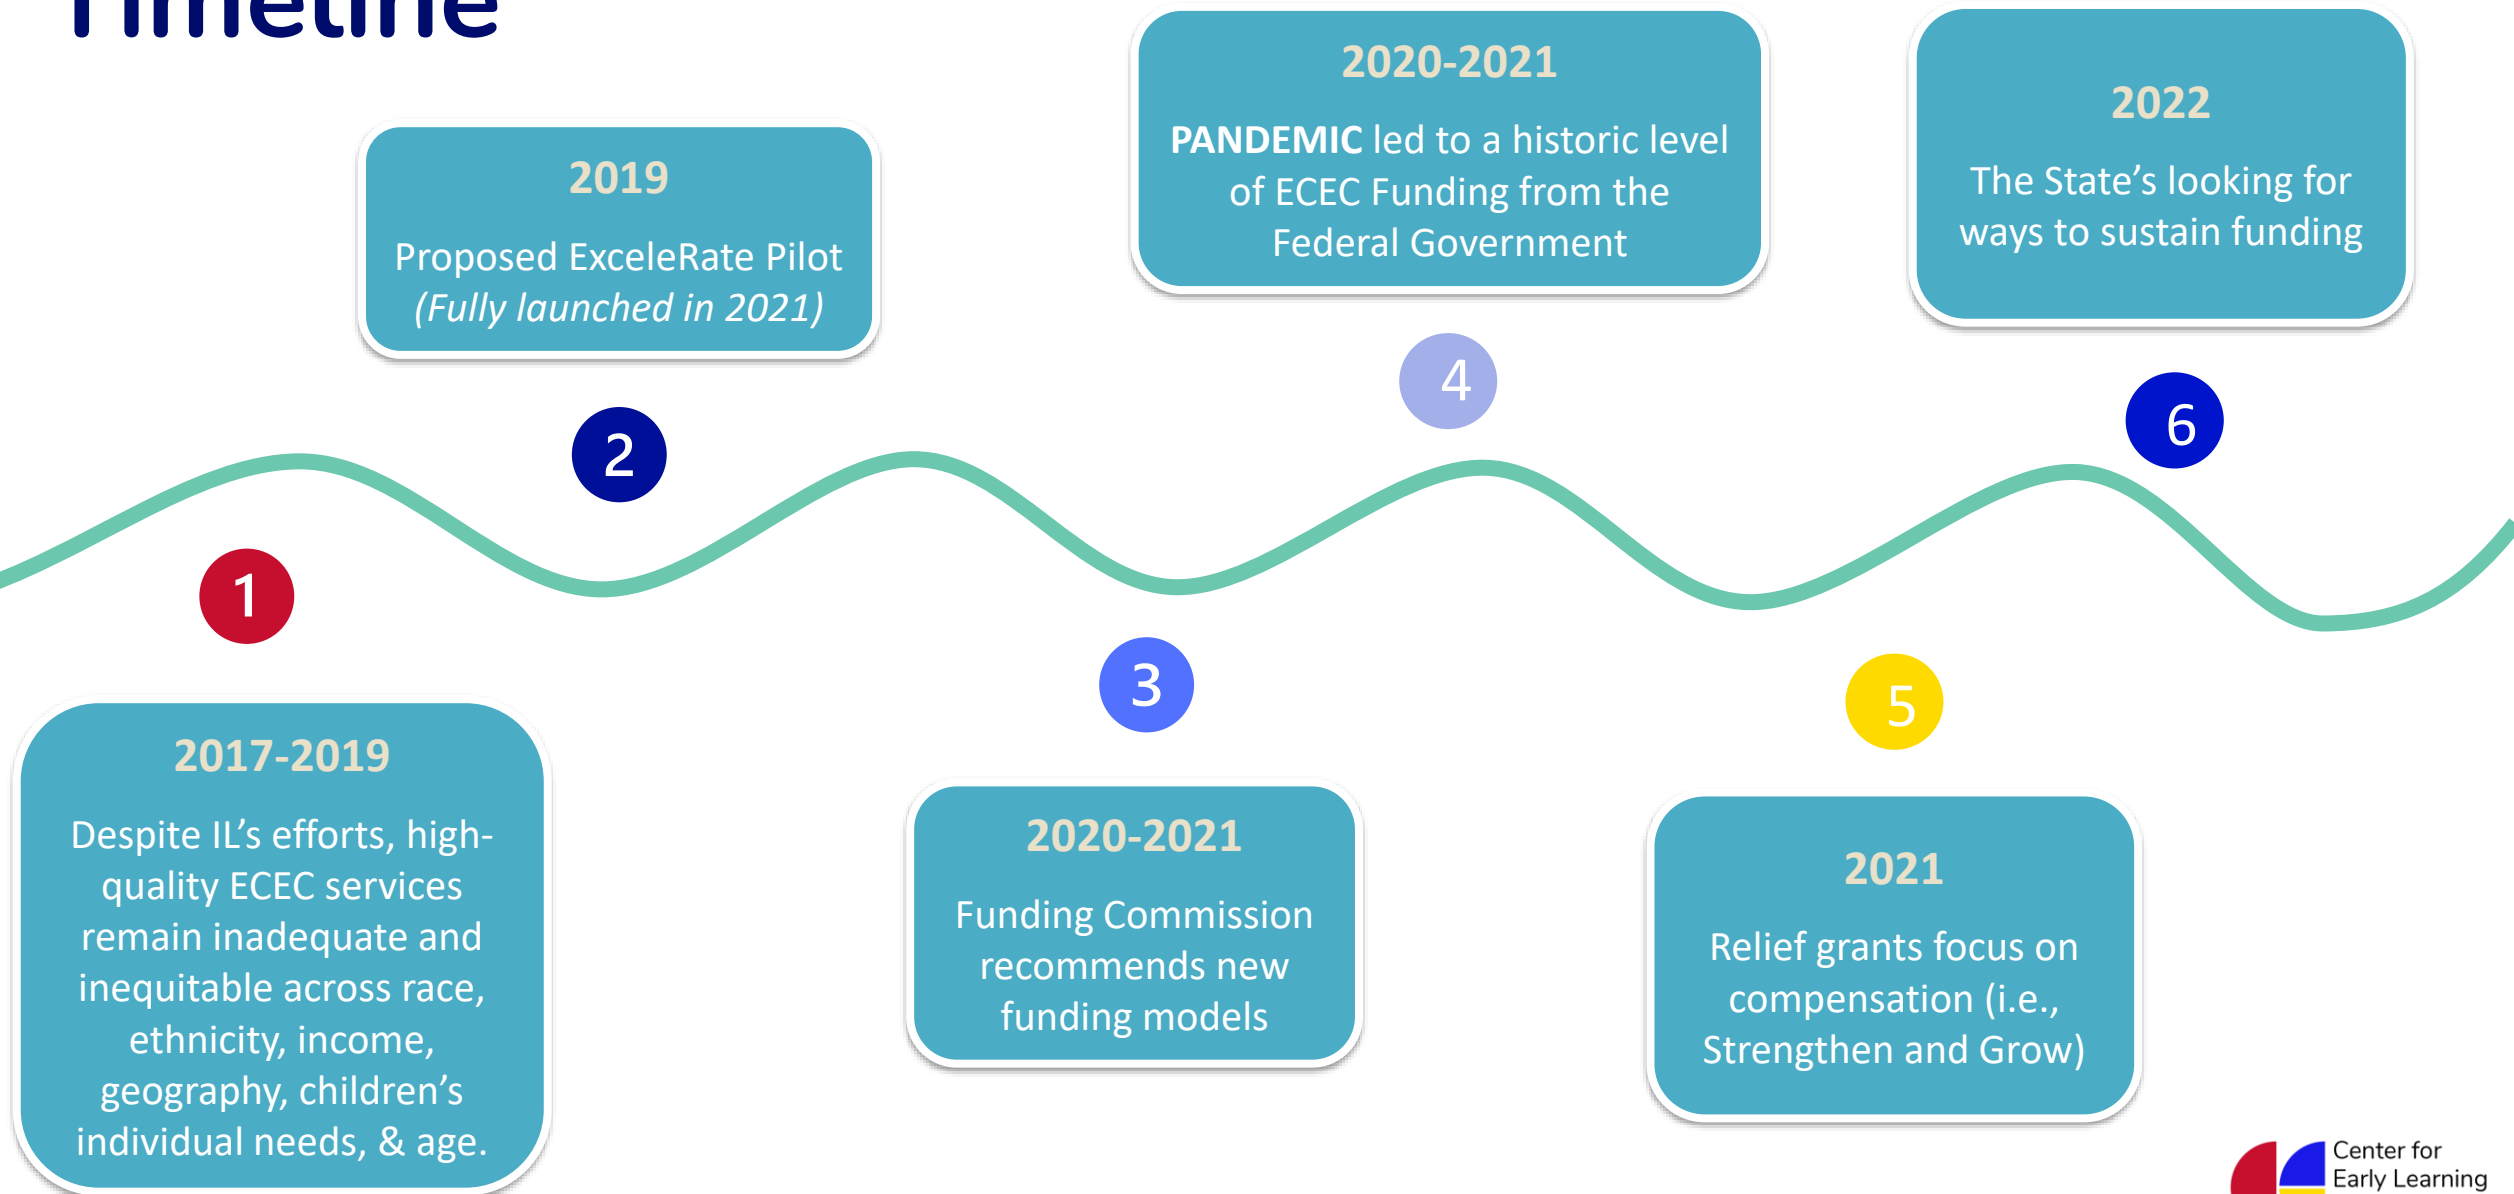 Timeline
1
2017-2019
Despite IL's efforts, high-
quality ECEC services
remain inadequate and
inequitable across race,
ethnicity, income,
geography, children's
individual needs, & age.
2019
Proposed ExceleRate Pilot
(Fully launched in 2021)
2
3
2020-2021
Funding Commission
recommends new
funding models
2020-2021
PANDEMIC led to a historic level
of ECEC Funding from the
Federal Government
4
5
2021
Relief grants focus on
compensation (i.e.,
Strengthen and Grow)
2022
The State's looking for
ways to sustain funding
6
Center for
Early Learning